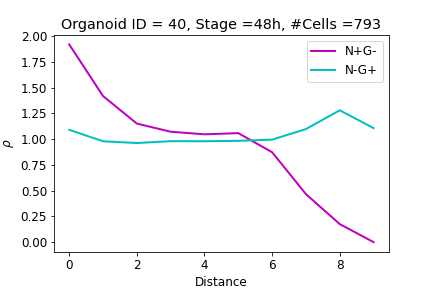 Organoid ID = 40, Stage =48h, #Cells =793
2.00
1.75
1.50
1.25
1.00
0.75
0.50
0.25
0.00
ρ
N+G-
N-G+
0 2 4 6 8
Distance